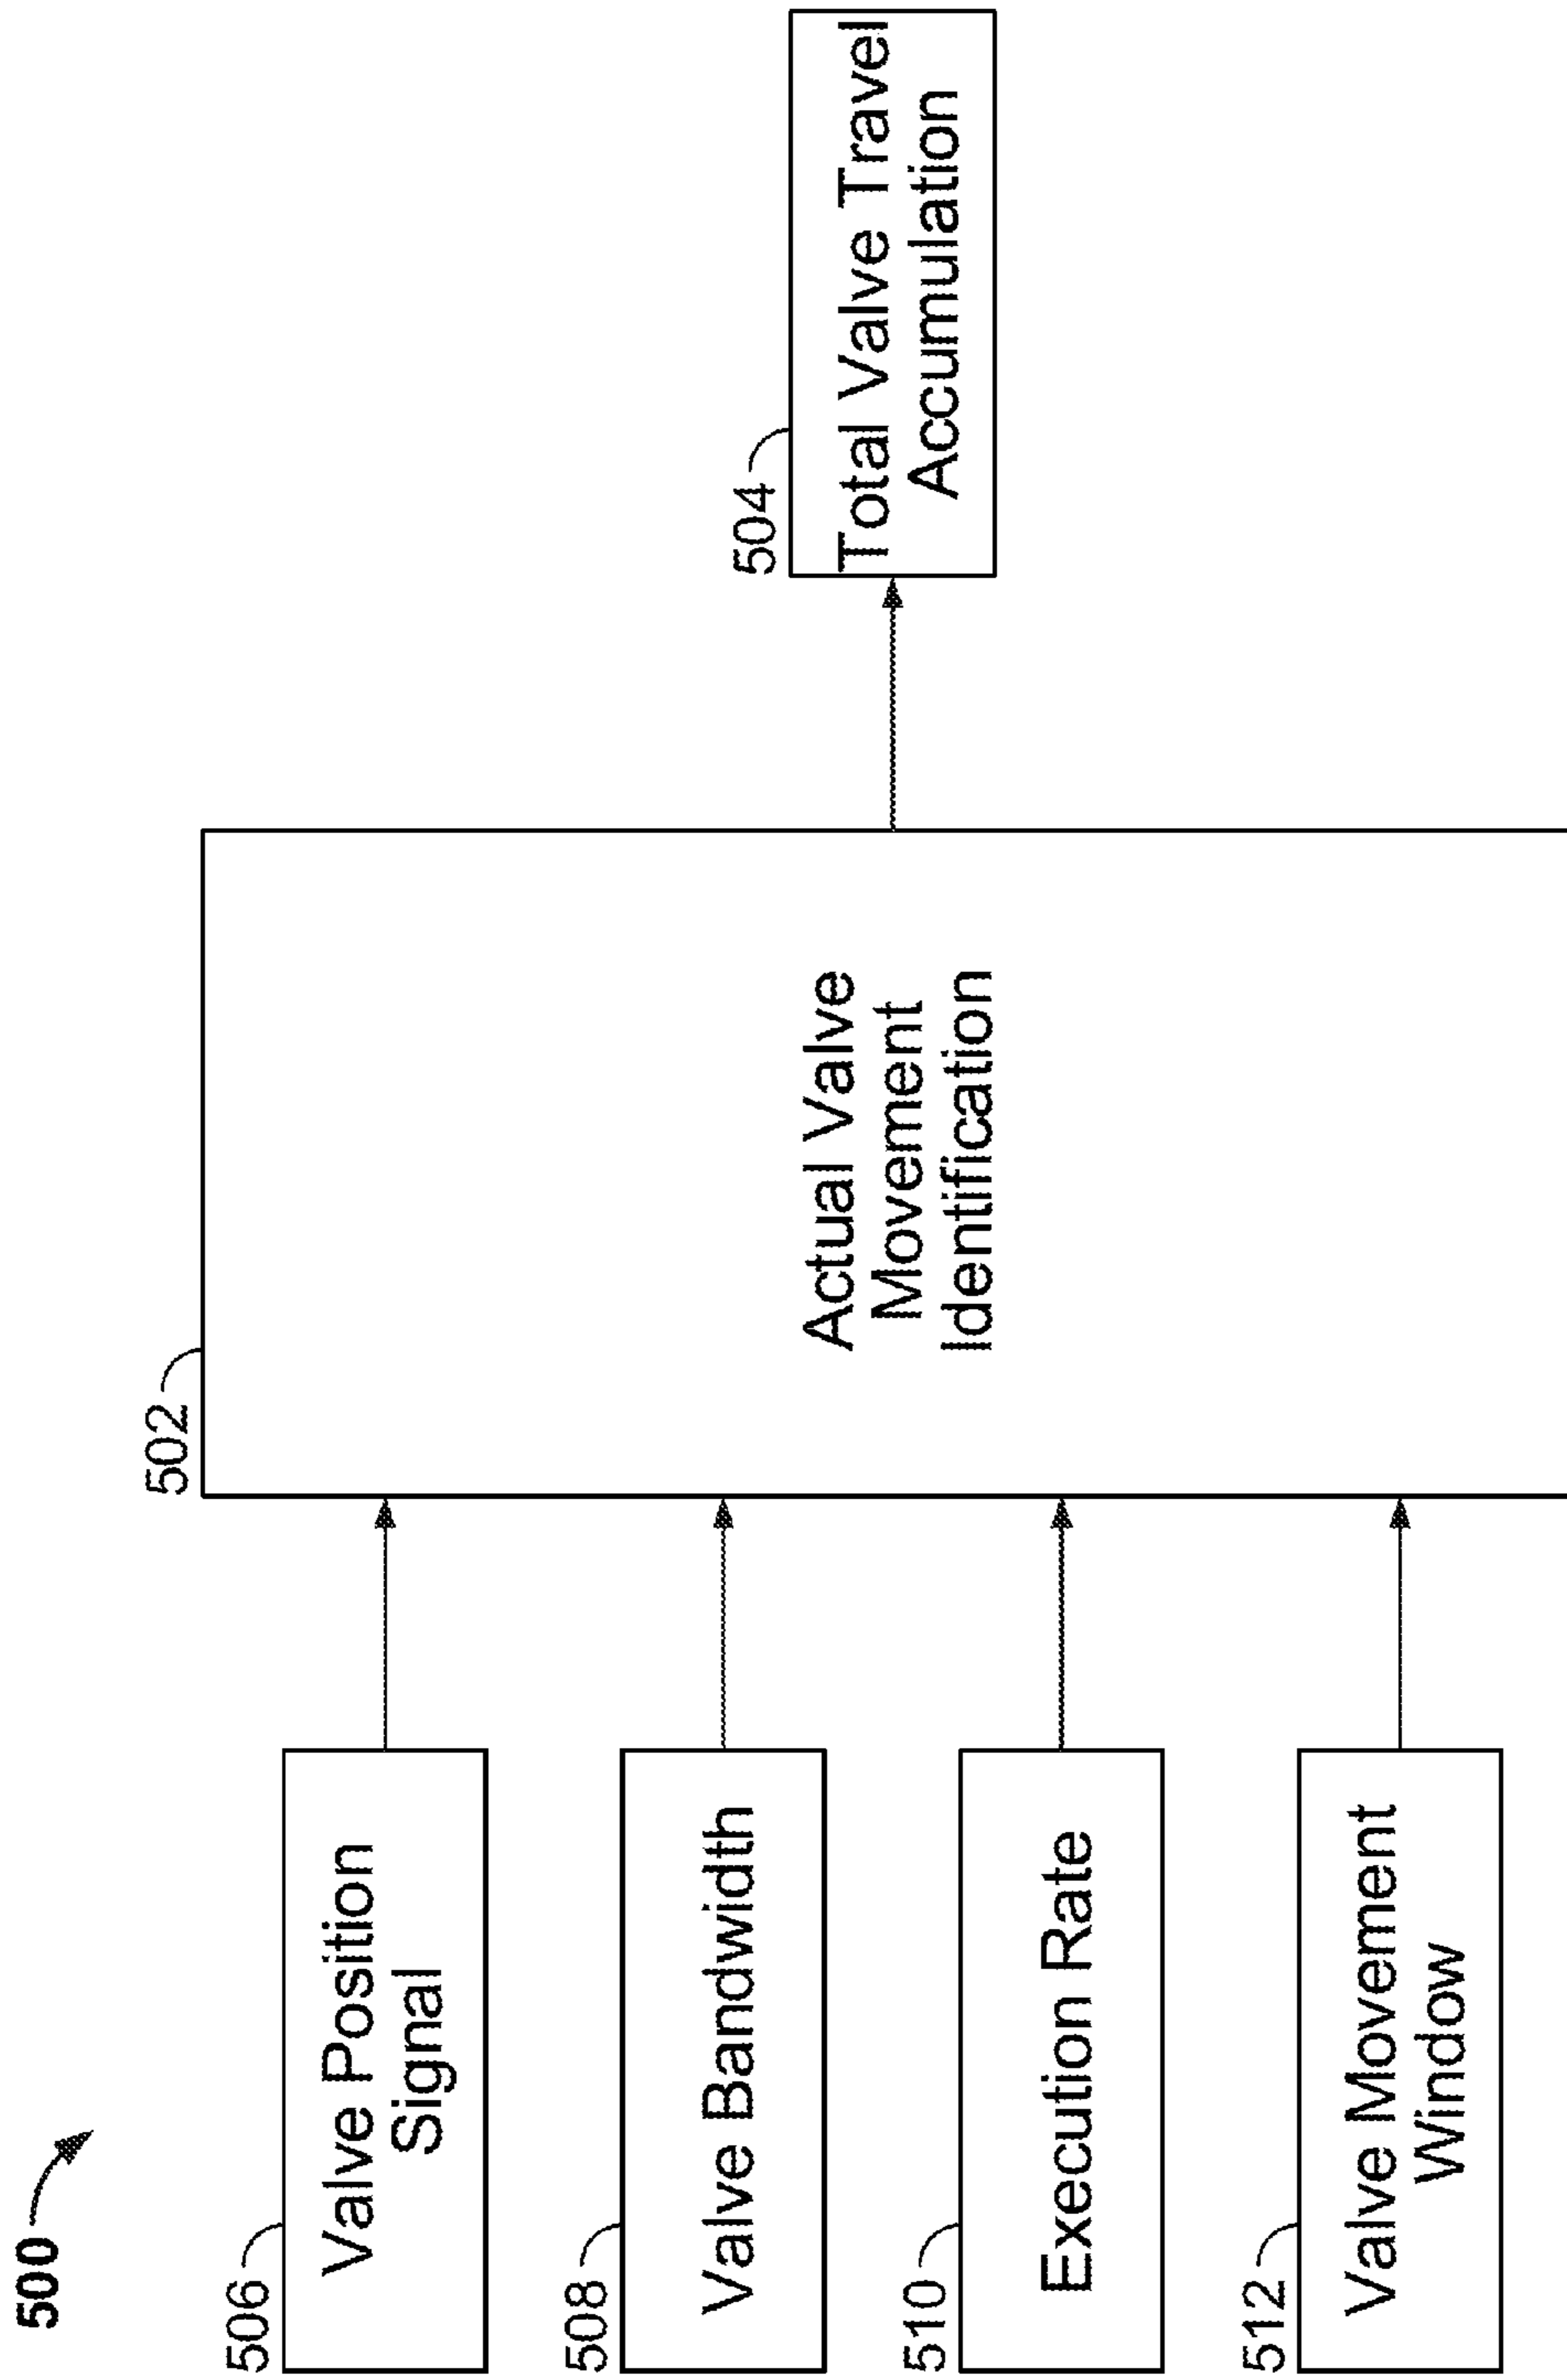 500
506
Valve Position
Signal
508
Valve Bandwidth
510
Execution Rate
512
Valve Movement
Window
502
Actual Valve
Movement
Identification
504
Total Valve Travel
Accumulation